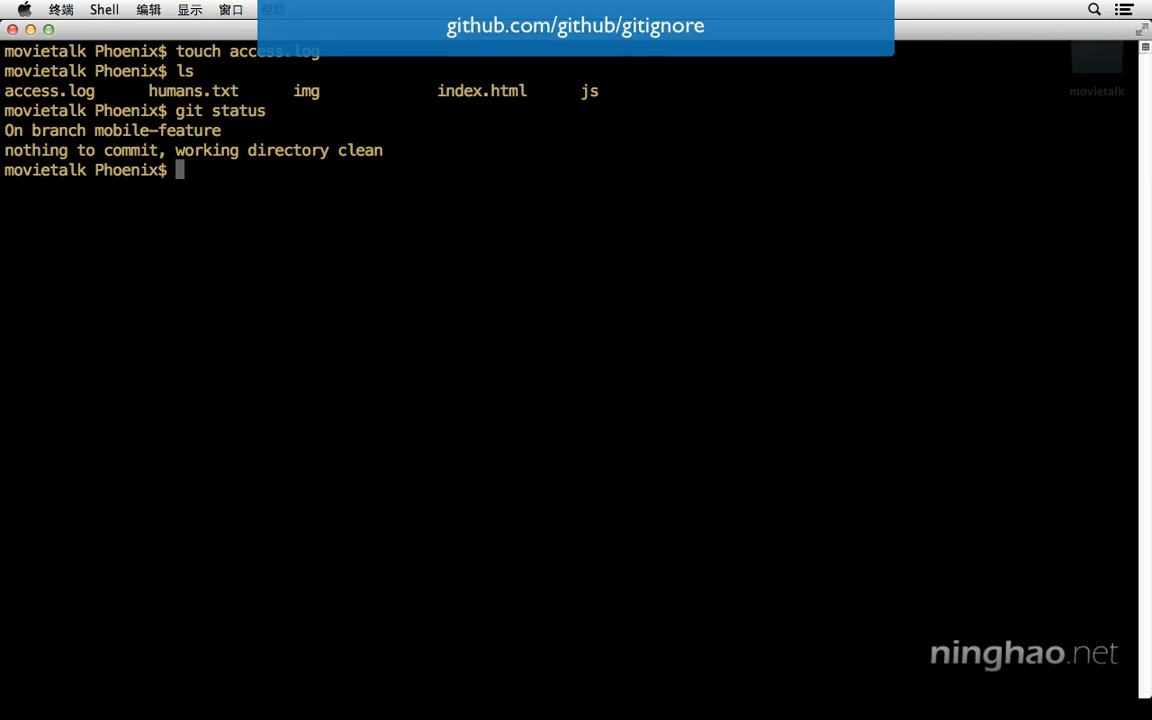 终端 Shell 编辑 显示 窗口 帮助
github.com/github/gitignore
movietalk Phoenix$ touch access.log
movietalk Phoenix$ ls
access.log humans.txt img index.html js
movietalk Phoenix$ git status
On branch mobile-feature
nothing to commit, working directory clean
movietalk Phoenix$
movietalk
ninghao.net